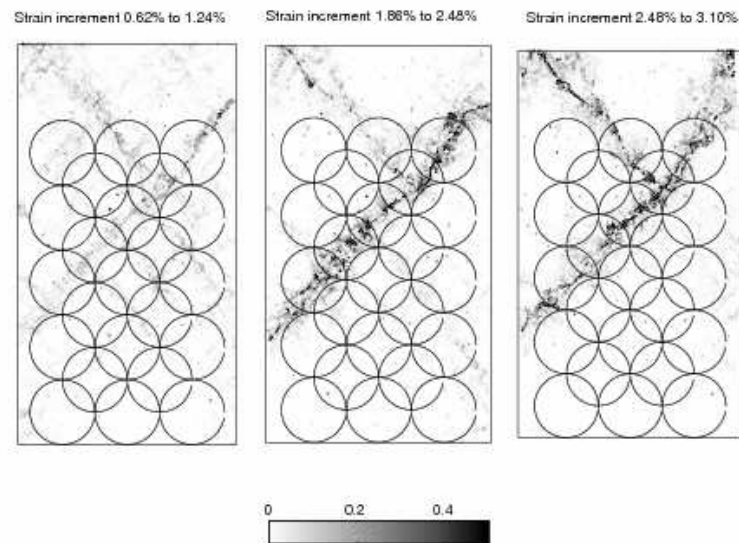 Strain increment 0.62% to 1.24%
Strain increment 1.86% to 2.48%
Strain increment 2.48% to 3.10%
0 0.2 0.4